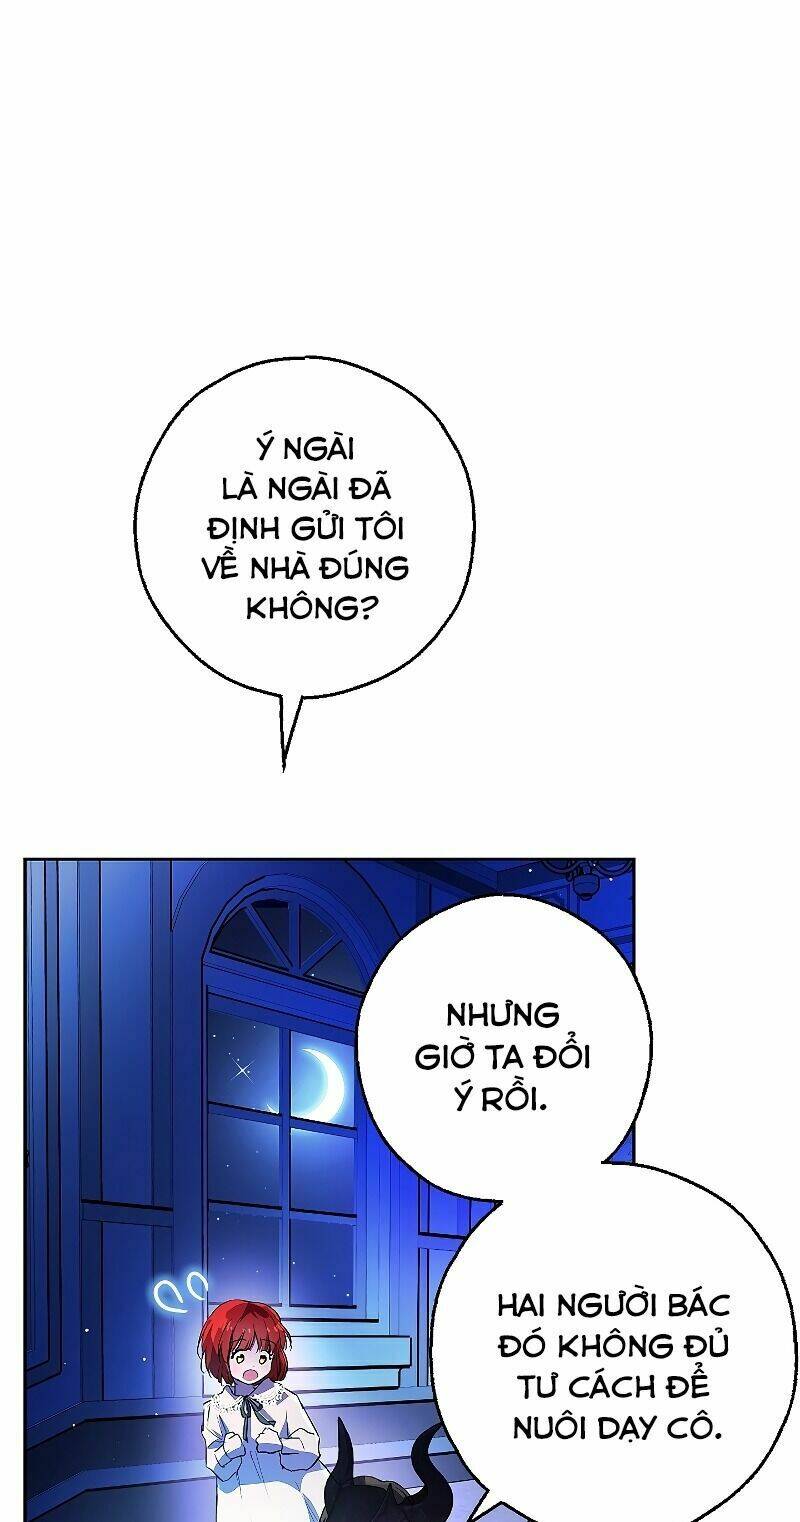 Ý NGÀI
LÀ NGÀI ĐÃ
ĐỊNH GỬI TÔI
VỀ NHÀ ĐÚNG
KHÔNG?
NHƯNG
GIỜ TA ĐỔI
Ý RỒI.
HAI NGƯỜI BÁC
ĐÓ KHÔNG ĐỦ
TƯ CÁCH ĐỂ
NUÔI DẠY CÔ.